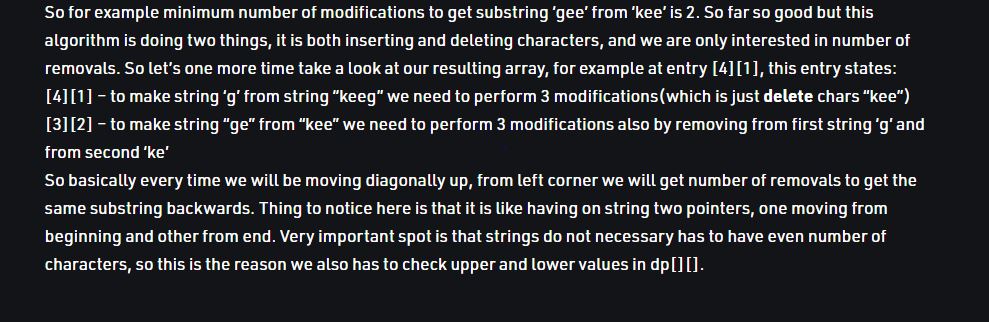 So for example minimum number of modifications to get substring ‘gee’ from ‘kee’ is 2. So far so good but this
algorithm is doing two things, it is both inserting and deleting characters, and we are only interested in number of
removals. So let’s one more time take a look at our resulting array, for example at entry [4][1], this entry states:
[4][1] – to make string ‘g’ from string “keeg” we need to perform 3 modifications(which is just delete chars “kee”)
[3][2] – to make string “ge” from “kee” we need to perform 3 modifications also by removing from first string ‘g’ and
from second ‘ke’
So basically every time we will be moving diagonally up, from left corner we will get number of removals to get the
same substring backwards. Thing to notice here is that it is like having on string two pointers, one moving from
beginning and other from end. Very important spot is that strings do not necessary has to have even number of
characters, so this is the reason we also has to check upper and lower values in dp[][].